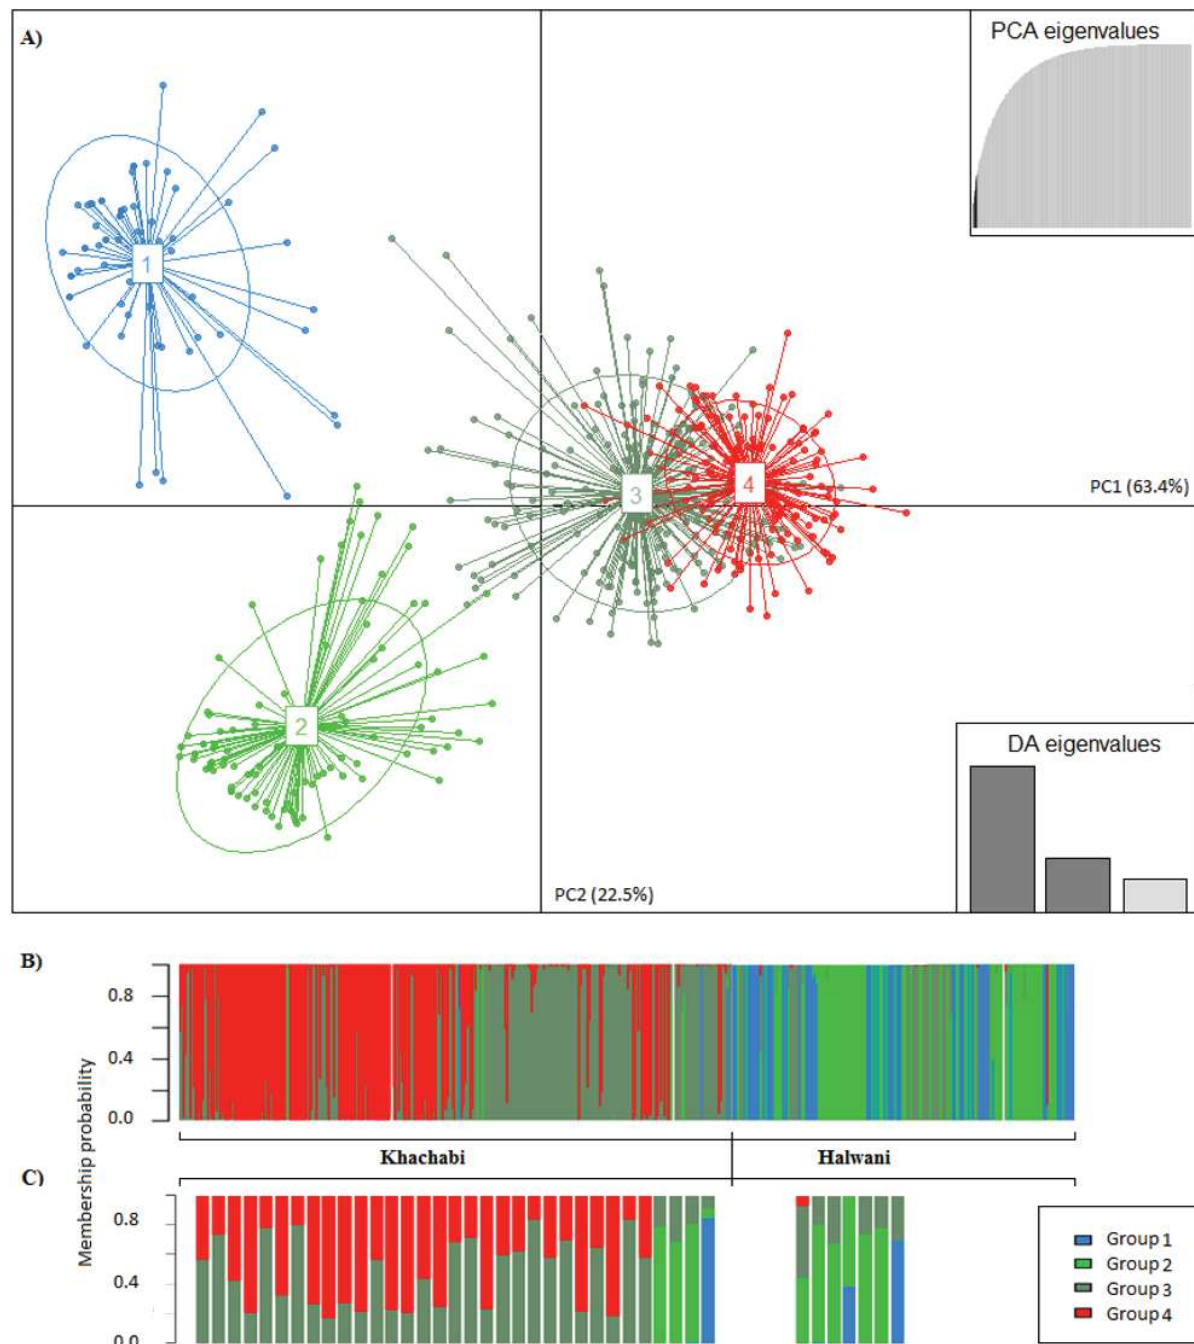 A)
PCA eigenvalues
1
3
4
PC1 (63.4%)
2
DA eigenvalues
PC2 (22.5%)
B)
0.8
0.4
0.0
Membership probability
Khachabi
Halwani
C)
0.8
0.4
0.0
Group 1
Group 2
Group 3
Group 4